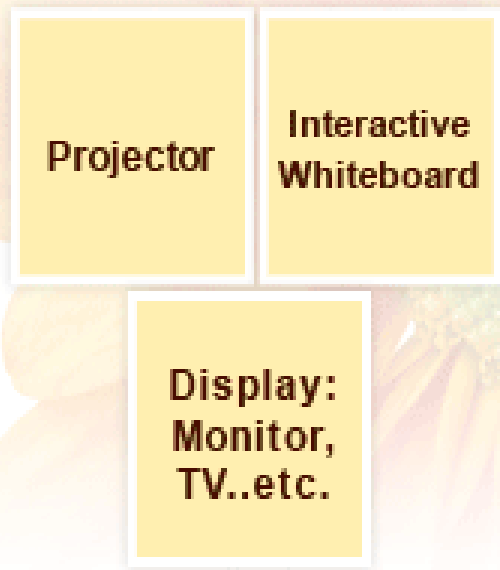 Projector
Interactive
Whiteboard
Display:
Monitor,
TV..etc.